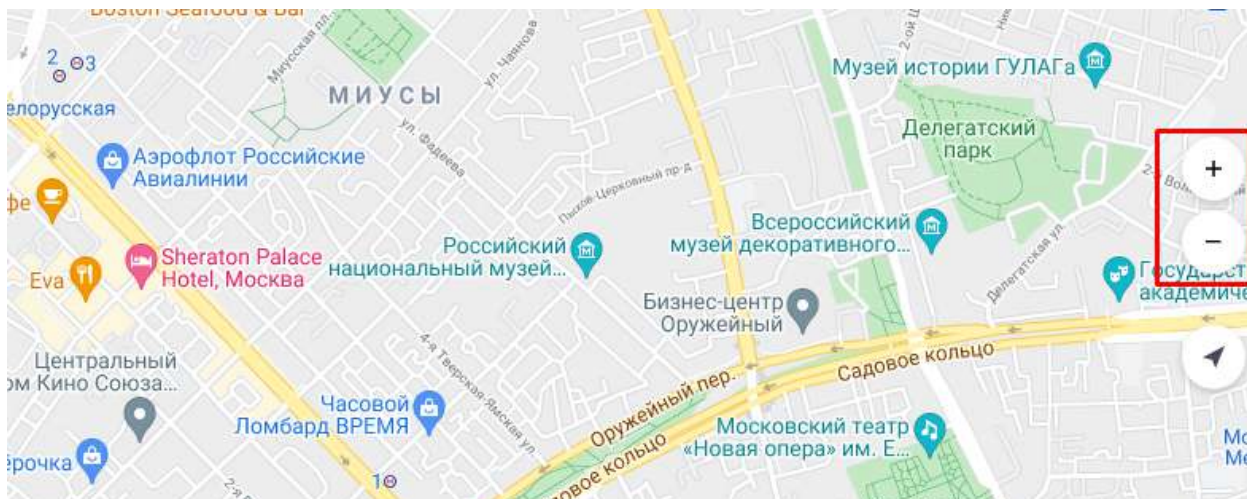 Boston Seafood & Bar
2
3
елорусская
Миусская пл.
ул. Чаянова
МИУСЫ
ул. Фадеева
Музей истории ГУЛАГа
Делегатский
парк
Аэрофлот Российские
Авиалинии
фе
Пыхов-Церковный пр-д
Всероссийский
музей декоративного...
Sheraton Palace
Hotel, Москва
Российский
национальный музей...
Eva
Делегатская ул.
Государст
академиче
Бизнес-центр
Оружейный
Центральный
ом Кино Союза...
4-я Тверская-Ямская ул.
Оружейный пер.
Садовое кольцо
Часовой
Ломбард ВРЕМЯ
Московский театр
«Новая опера» им. Е...
ёрочка
1
овое кольцо
+
−